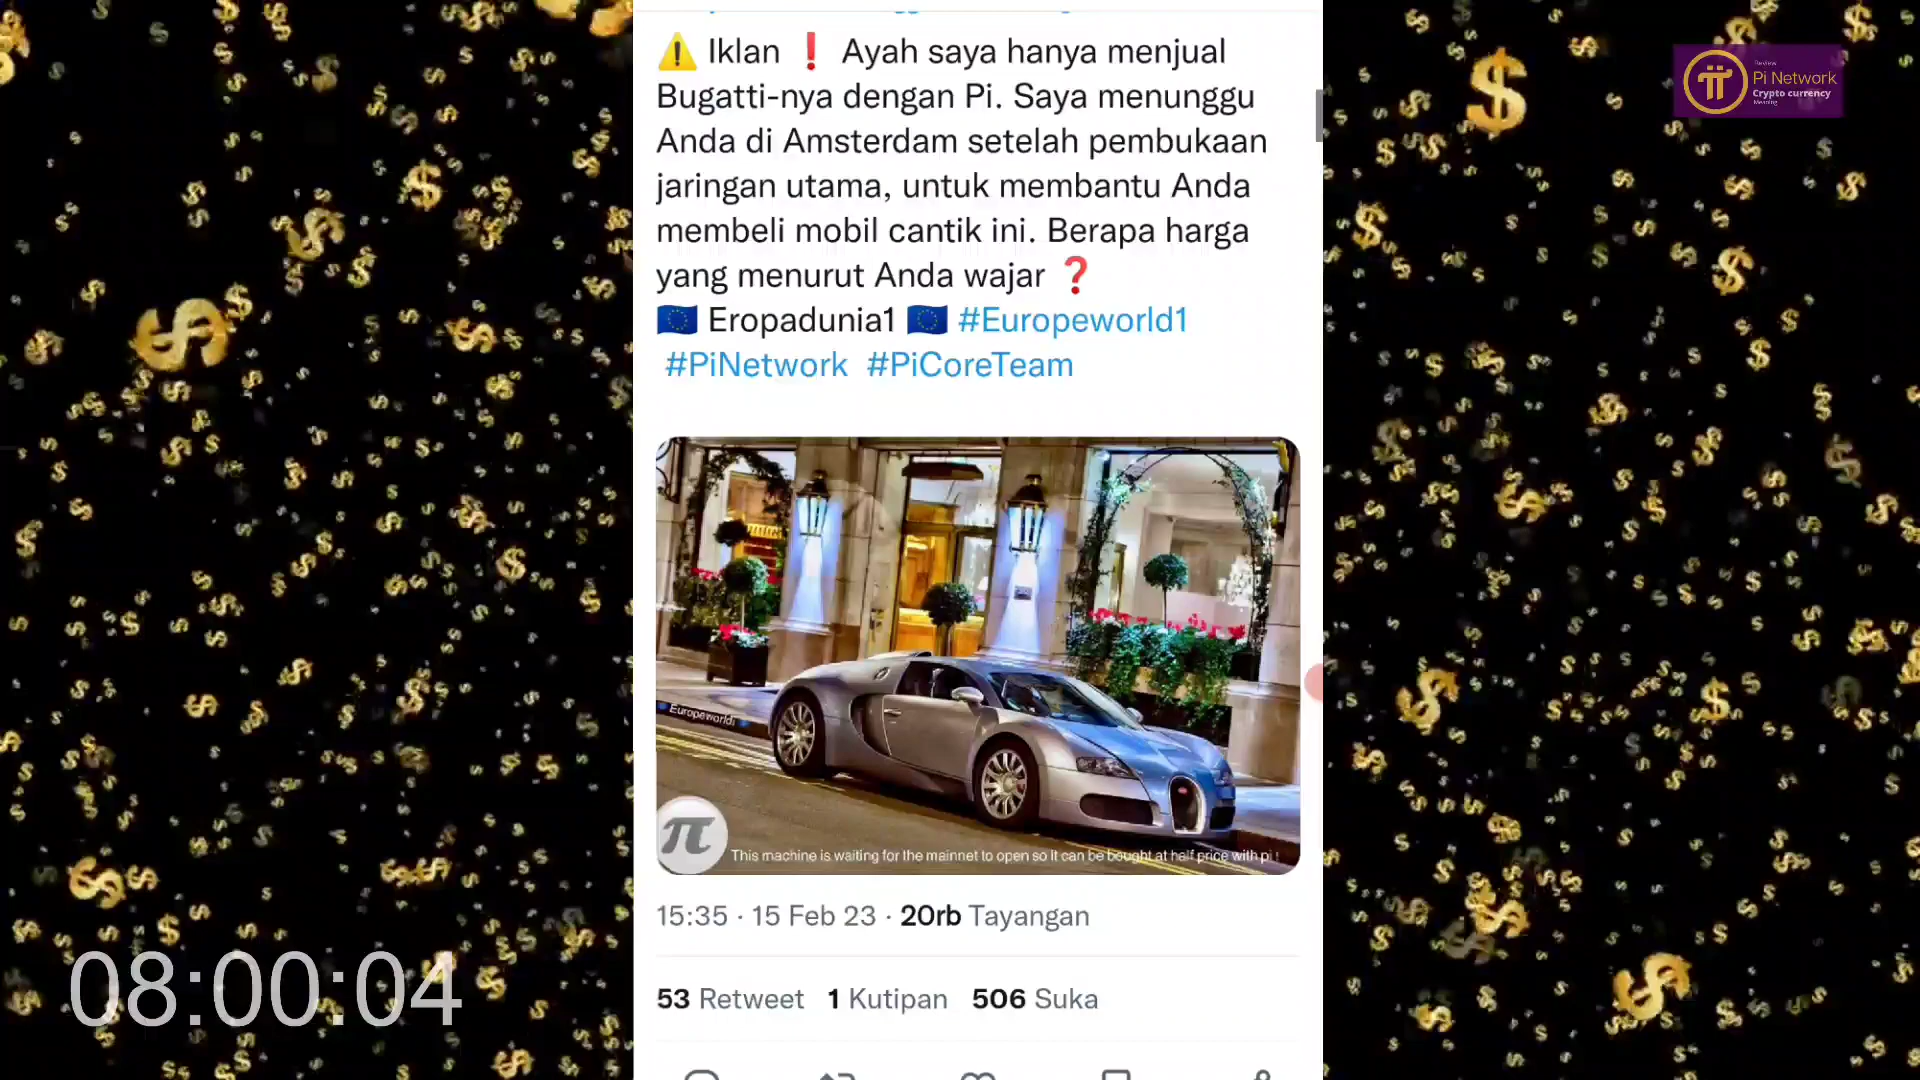 ⚠️ Iklan ❗ Ayah saya hanya menjual
Bugatti-nya dengan Pi. Saya menunggu
Anda di Amsterdam setelah pembukaan
jaringan utama, untuk membantu Anda
membeli mobil cantik ini. Berapa harga
yang menurut Anda wajar ❓
🇪🇺 Eropadunia1 🇪🇺 #Europeworld1
#PiNetwork #PiCoreTeam
Review
Pi Network
Crypto currency
Meaning
Europeworld1
This machine is waiting for the mainnet to open so it can be bought at half price with pi !
15:35 · 15 Feb 23 · 20rb Tayangan
53 Retweet 1 Kutipan 506 Suka
08:00:04